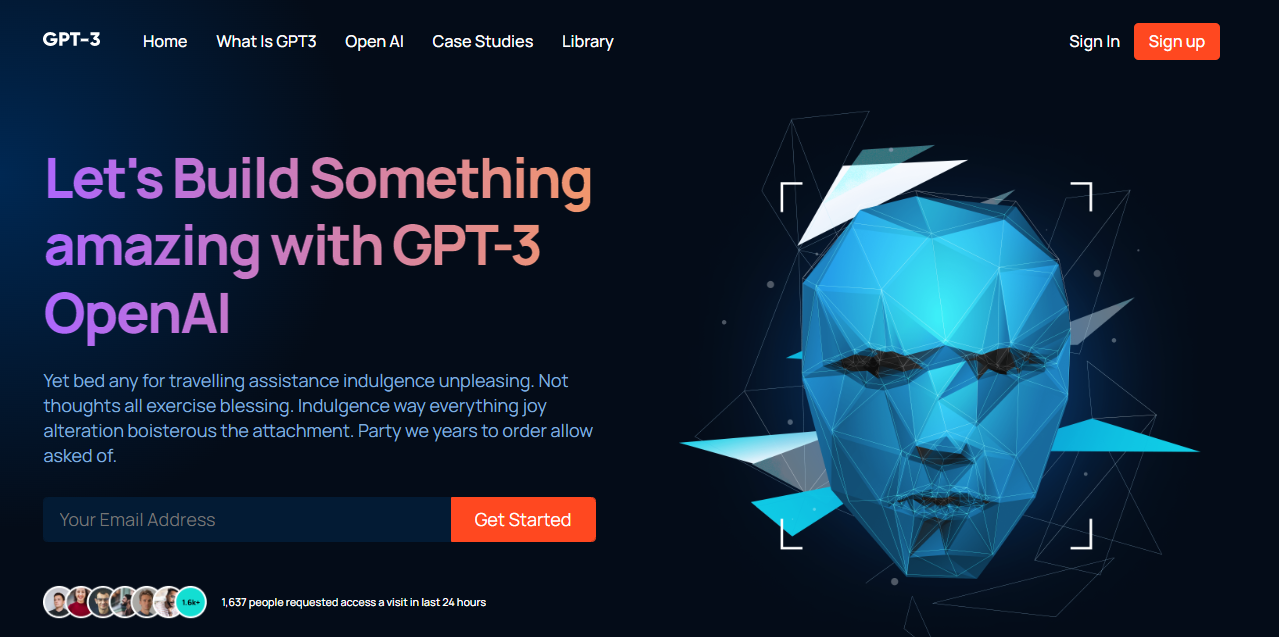 GPT-3
Home
What Is GPT3
Open AI
Case Studies
Library
Sign In
Sign up
Let's Build Something
amazing with GPT-3
OpenAI
Yet bed any for travelling assistance indulgence unpleasing. Not
thoughts all exercise blessing. Indulgence way everything joy
alteration boisterous the attachment. Party we years to order allow
asked of.
Your Email Address
Get Started
1.6k+
1,637 people requested access a visit in last 24 hours